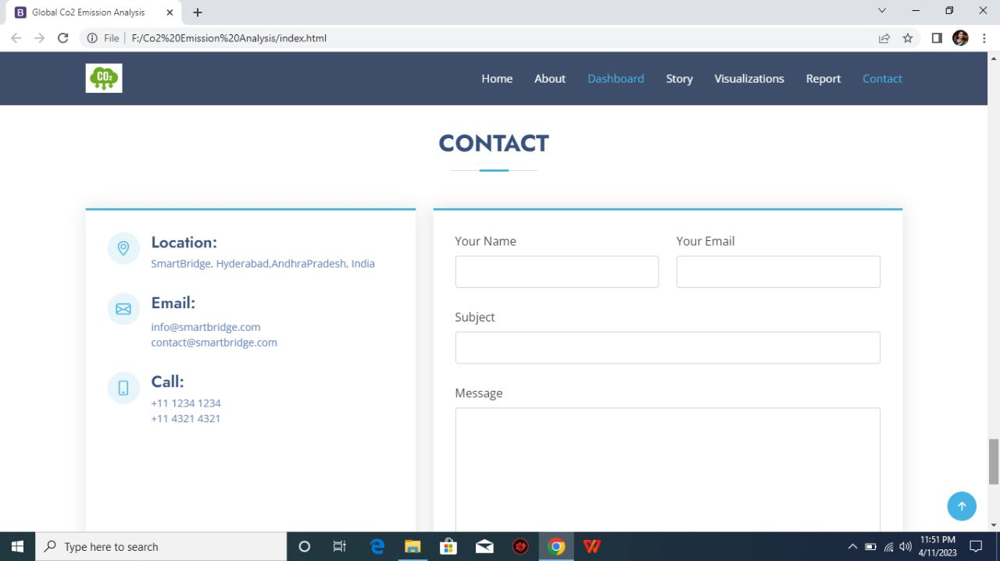 Global Co2 Emission Analysis
File F:/Co2%20Emission%20Analysis/index.html
CO2
Home About Dashboard Story Visualizations Report Contact
CONTACT
Location:
SmartBridge, Hyderabad,AndhraPradesh, India
Email:
info@smartbridge.com
contact@smartbridge.com
Call:
+11 1234 1234
+11 4321 4321
Your Name Your Email
Subject
Message
Type here to search
11:51 PM
4/11/2023